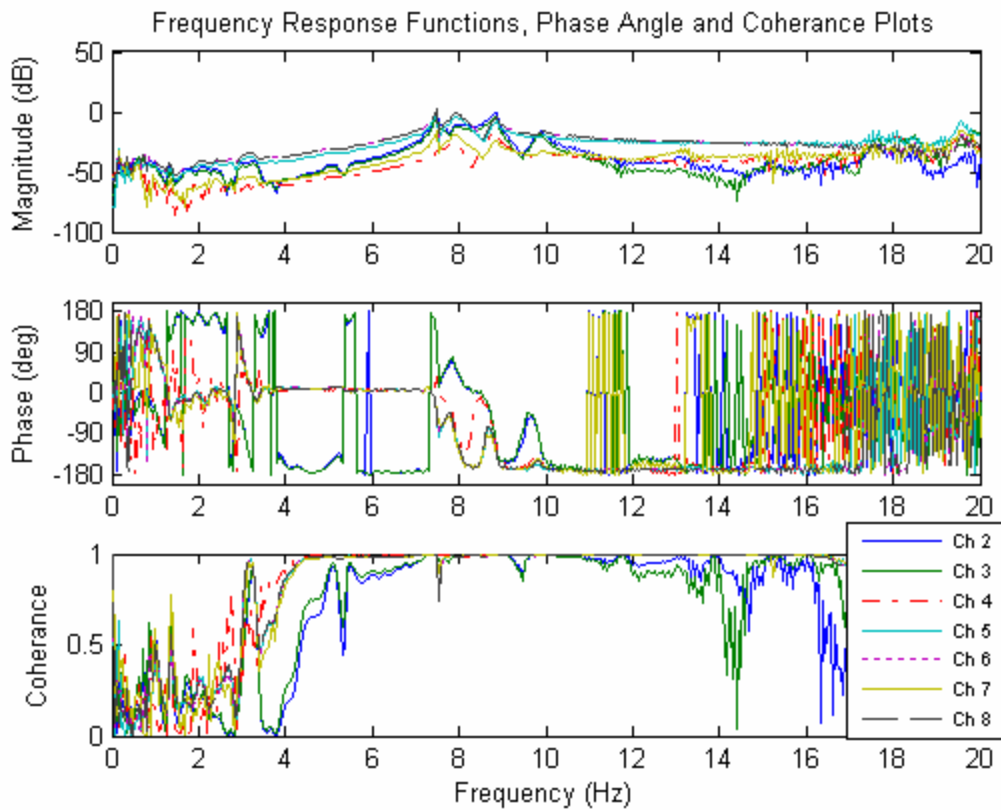 Frequency Response Functions, Phase Angle and Coherance Plots
Magnitude (dB)
50
0
-50
-100
0 2 4 6 8 10 12 14 16 18 20
Phase (deg)
180
90
0
-90
-180
0 2 4 6 8 10 12 14 16 18 20
Coherance
1
0.5
0
0 2 4 6 8 10 12 14 16 18 20
Frequency (Hz)
Ch 2
Ch 3
Ch 4
Ch 5
Ch 6
Ch 7
Ch 8